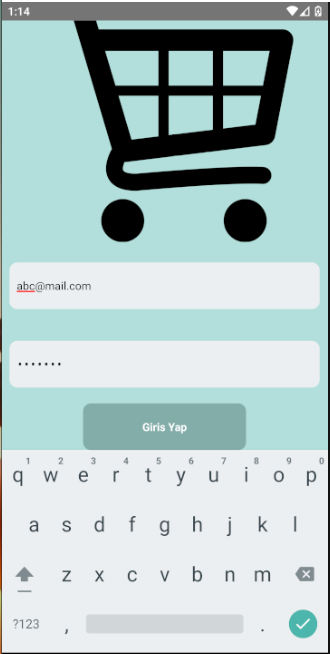 1:14
abc@mail.com
•••••••
Giris Yap
1 2 3 4 5 6 7 8 9 0
q w e r t y u i o p
a s d f g h j k l
z x c v b n m
?123 , .